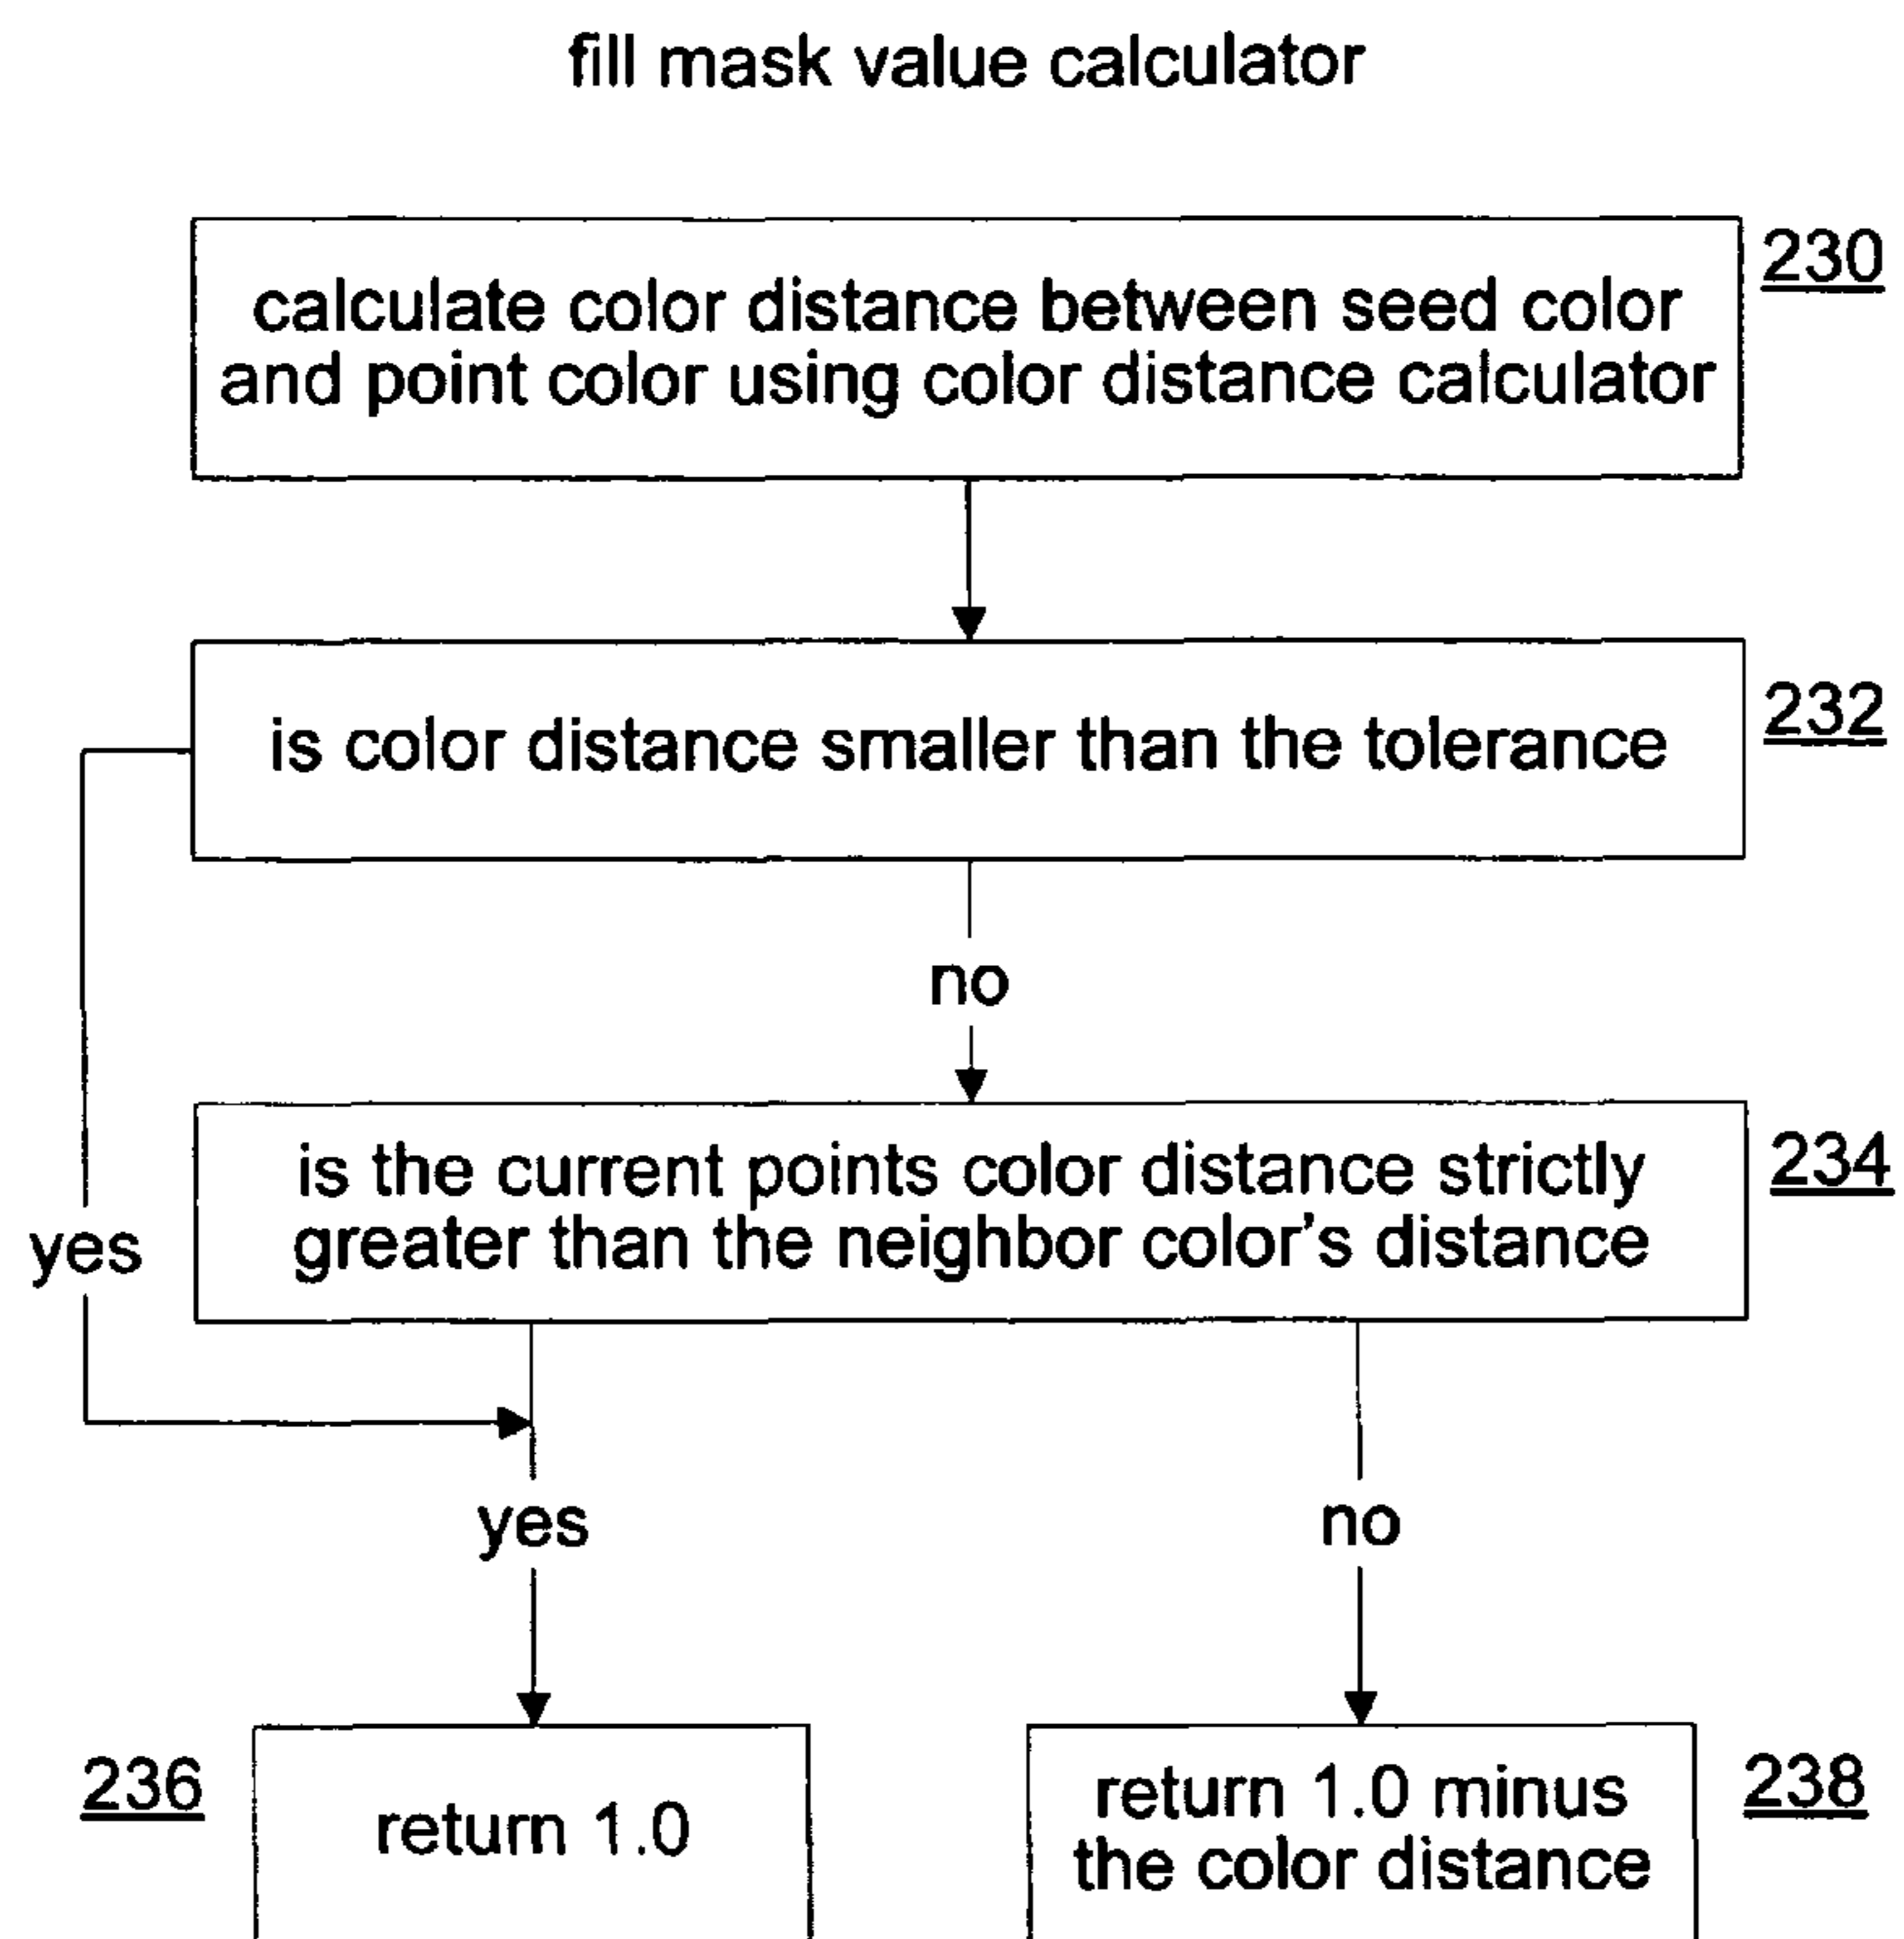 fill mask value calculator
230
calculate color distance between seed color
and point color using color distance calculator
232
is color distance smaller than the tolerance
no
234
is the current points color distance strictly
greater than the neighbor color's distance
yes
yes
no
236
return 1.0
return 1.0 minus
the color distance
238